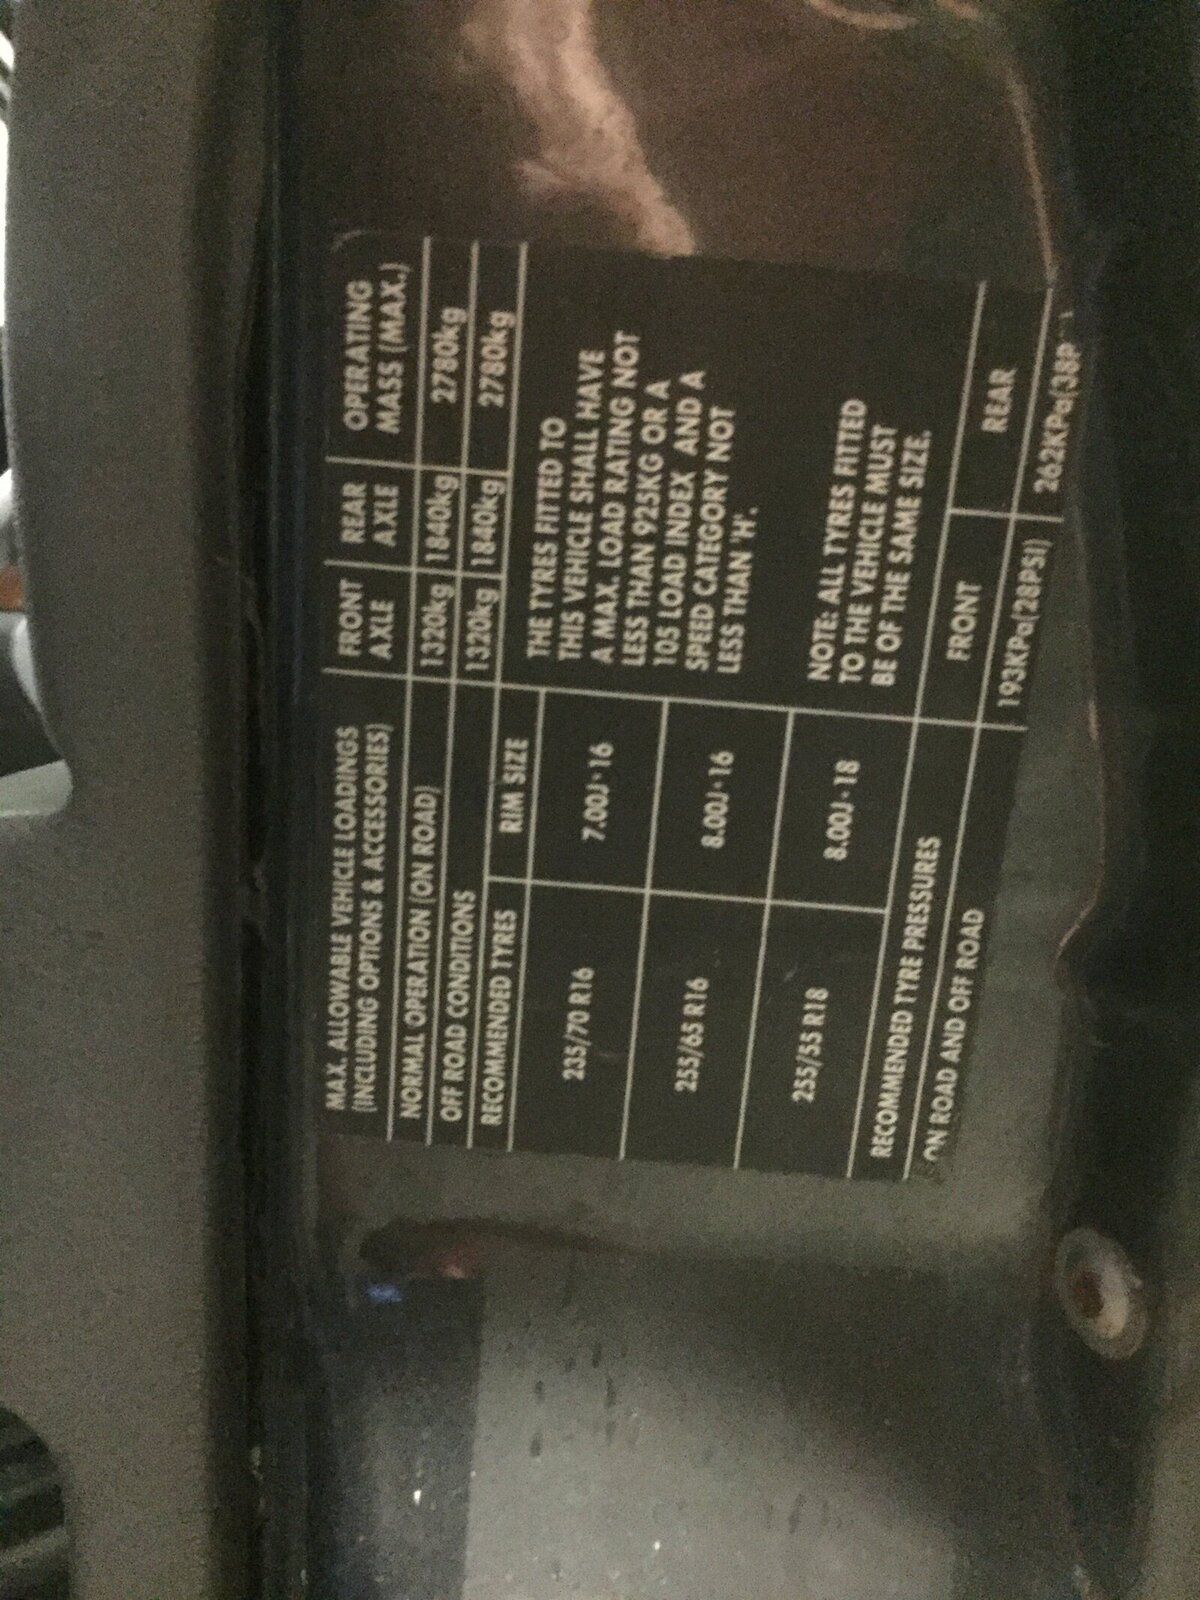 MAX. ALLOWABLE VEHICLE LOADINGS
(INCLUDING OPTIONS & ACCESSORIES)
FRONT AXLE
REAR AXLE
OPERATING MASS (MAX.)
NORMAL OPERATION (ON ROAD) 1320kg 1840kg 2780kg
OFF ROAD CONDITIONS 1320kg 1840kg 2780kg
RECOMMENDED TYRES RIM SIZE
235/70 R16 7.00J·16
255/65 R16 8.00J·16
255/55 R18 8.00J·18
THE TYRES FITTED TO
THIS VEHICLE SHALL HAVE
A MAX. LOAD RATING NOT
LESS THAN 925KG OR A
105 LOAD INDEX AND A
SPEED CATEGORY NOT
LESS THAN 'H'.
NOTE: ALL TYRES FITTED
TO THE VEHICLE MUST
BE OF THE SAME SIZE.
RECOMMENDED TYRE PRESSURES FRONT REAR
ON ROAD AND OFF ROAD 193KPa(28PSI) 262KPa(38P